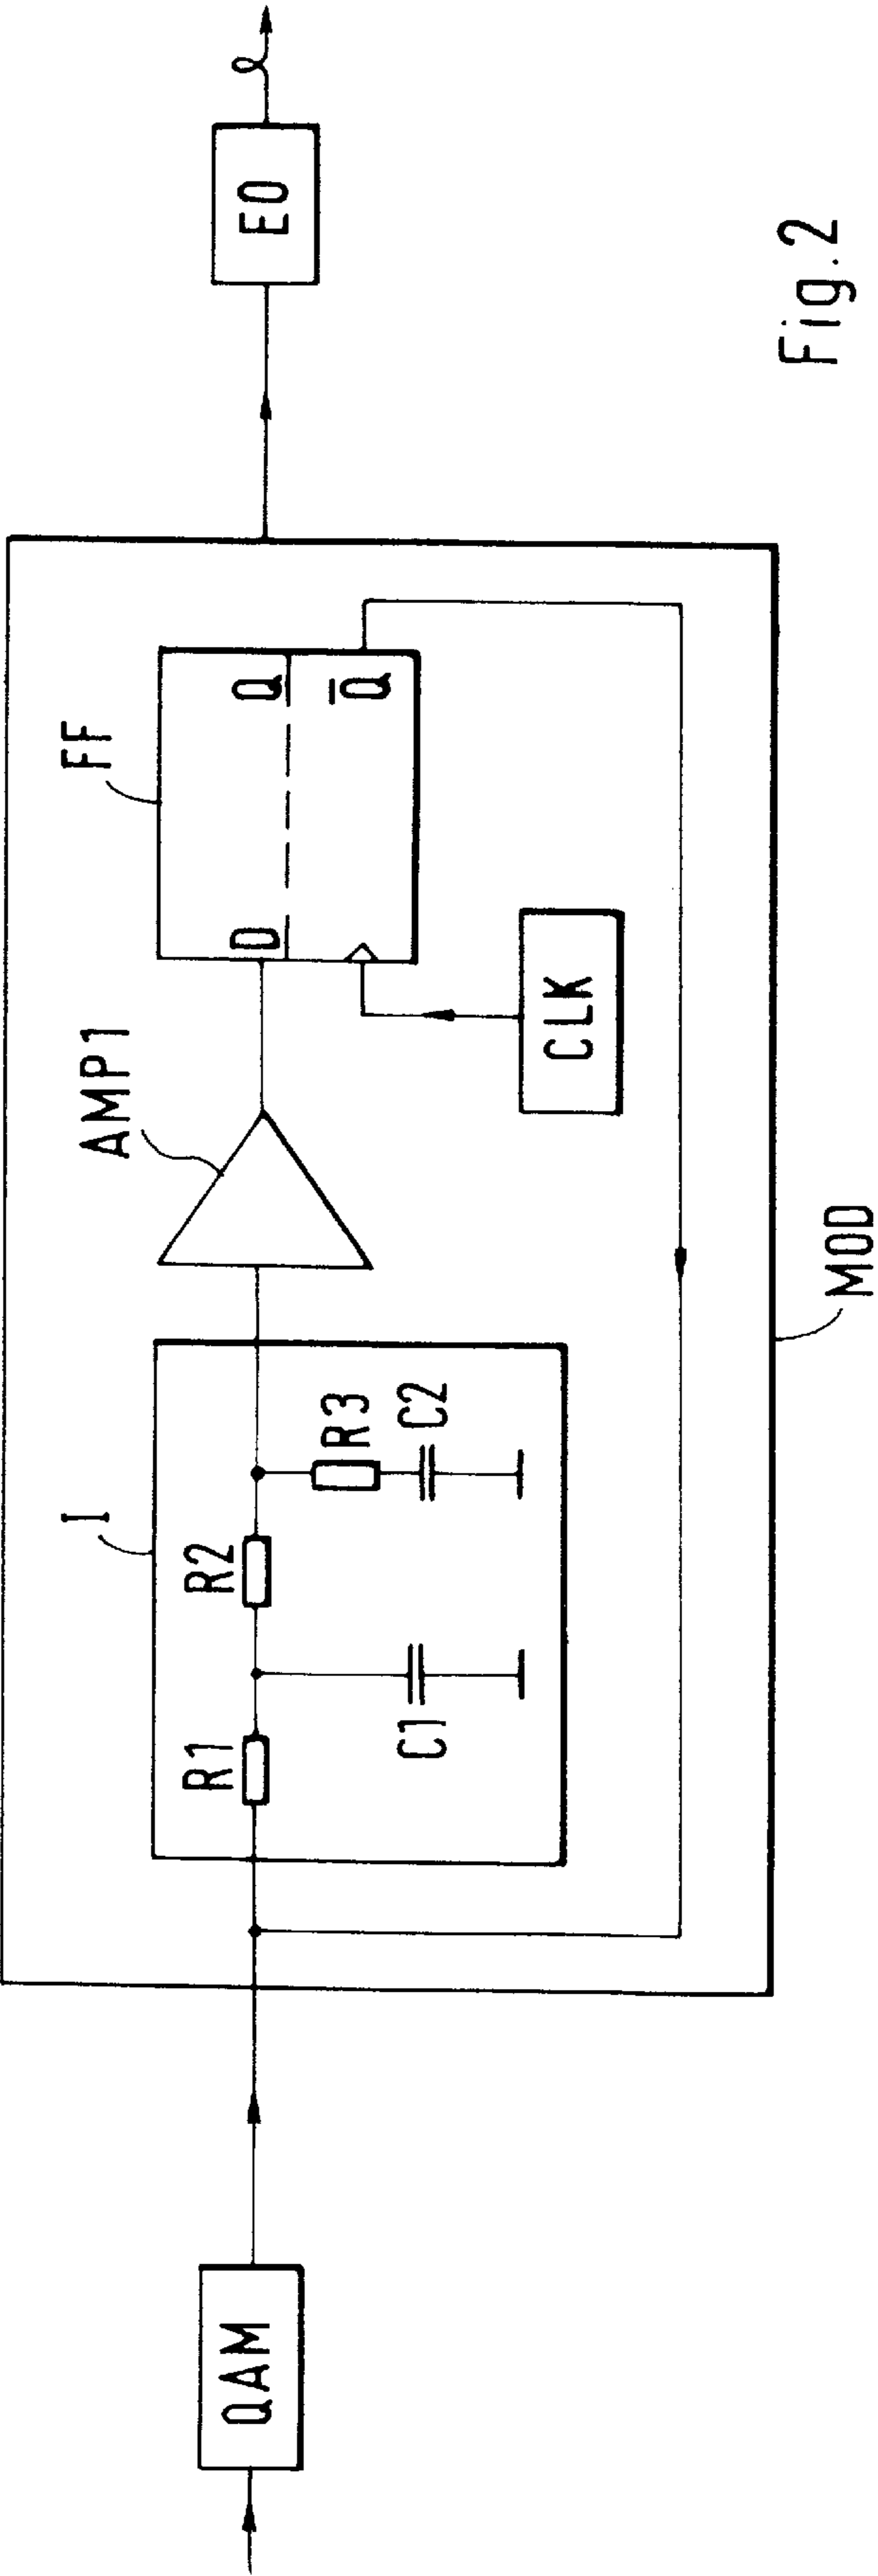 QAM
I
R1
R2
R3
C1
C2
AMP1
FF
D
Q
Q̅
CLK
MOD
EO
Fig.2